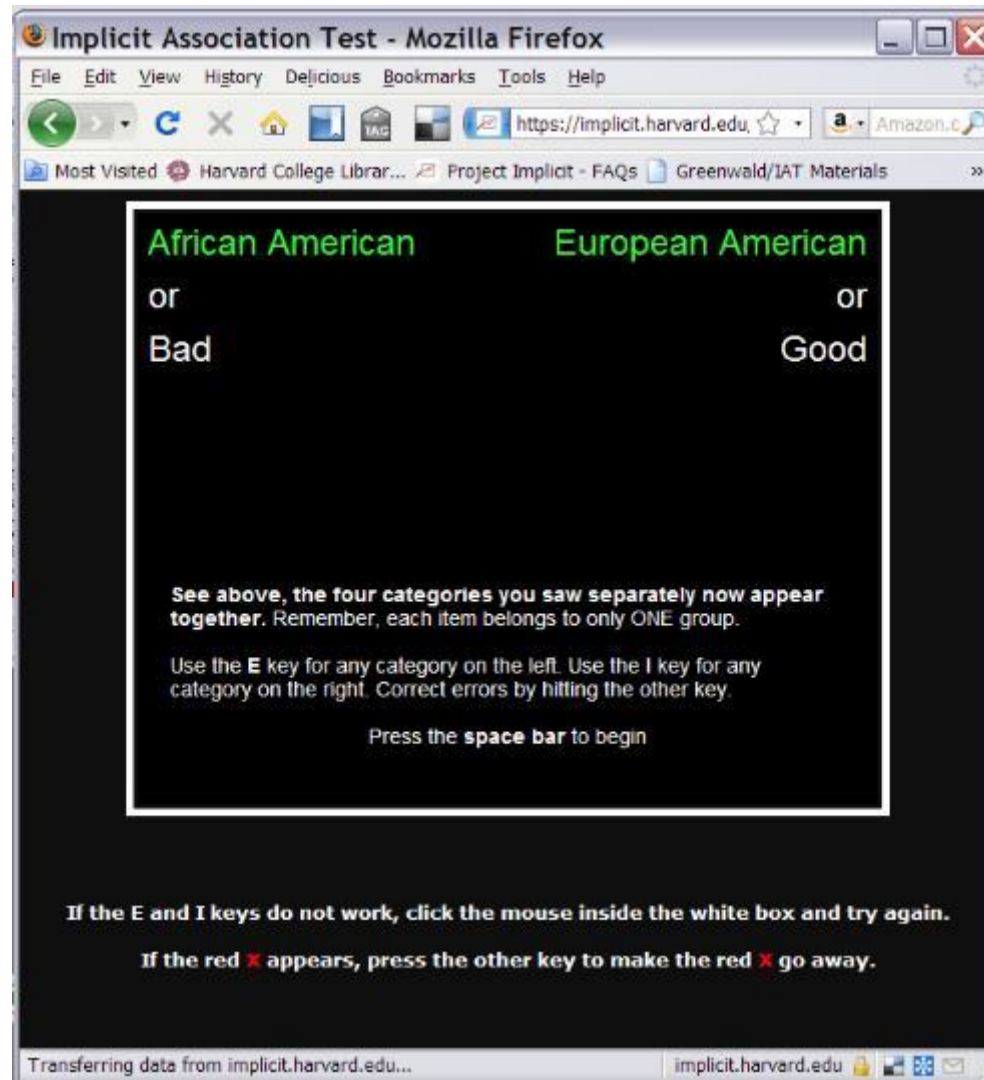 Implicit Association Test - Mozilla Firefox
File Edit View History Delicious Bookmarks Tools Help
TAG https://implicit.harvard.edu, a Amazon.c
Most Visited Harvard College Librar... Project Implicit - FAQs Greenwald/IAT Materials »
African American European American
or or
Bad Good
See above, the four categories you saw separately now appear
together. Remember, each item belongs to only ONE group.
Use the E key for any category on the left. Use the I key for any
category on the right. Correct errors by hitting the other key.
Press the space bar to begin
If the E and I keys do not work, click the mouse inside the white box and try again.
If the red X appears, press the other key to make the red X go away.
Transferring data from implicit.harvard.edu... implicit.harvard.edu